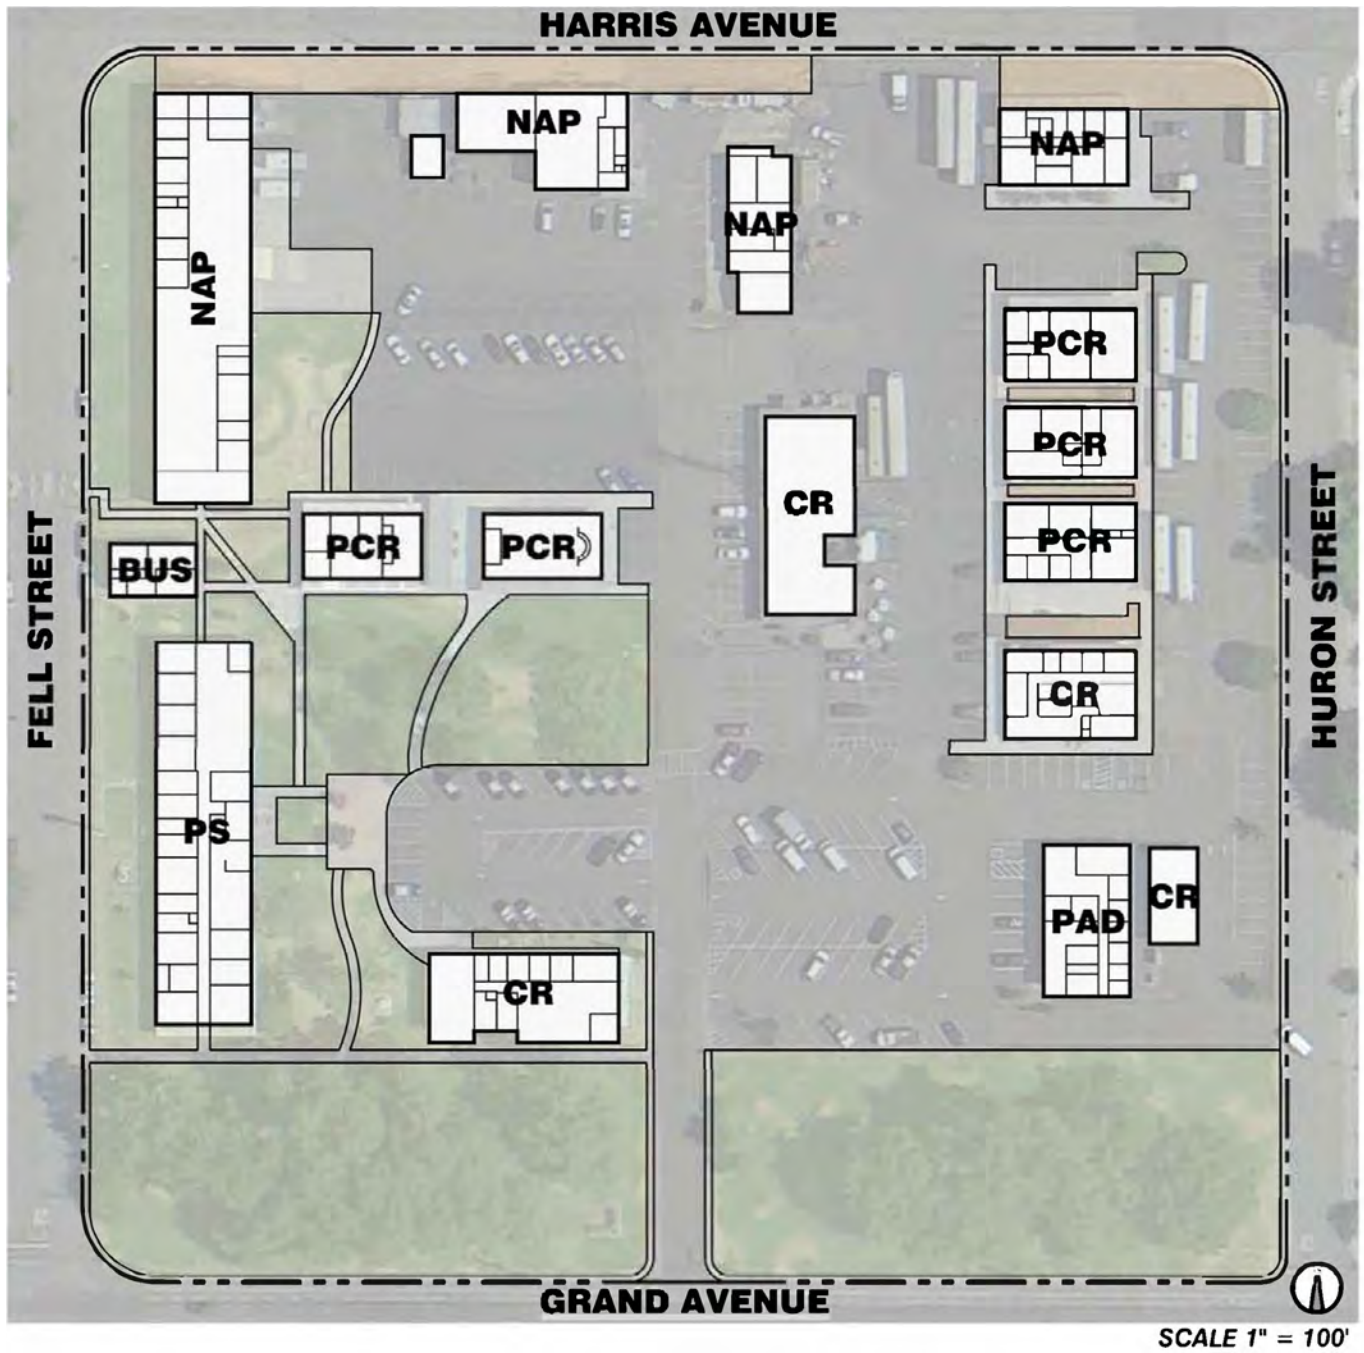 HARRIS AVENUE
NAP
NAP
NAP
NAP
PCR
PCR
CR
PCR
PCR
PCR
BUS
FELL STREET
HURON STREET
CR
PS
CR
PAD
CR
GRAND AVENUE
SCALE 1" = 100'